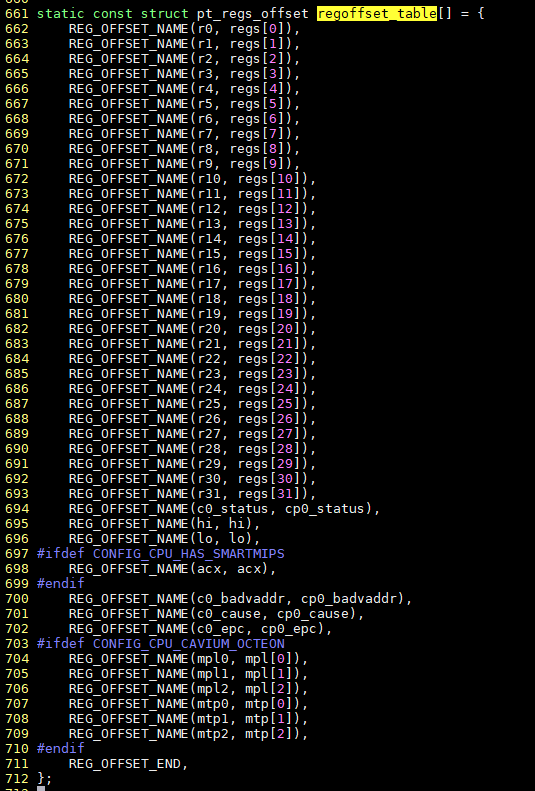 661 static const struct pt_regs_offset regoffset_table[] = {
662     REG_OFFSET_NAME(r0, regs[0]),
663     REG_OFFSET_NAME(r1, regs[1]),
664     REG_OFFSET_NAME(r2, regs[2]),
665     REG_OFFSET_NAME(r3, regs[3]),
666     REG_OFFSET_NAME(r4, regs[4]),
667     REG_OFFSET_NAME(r5, regs[5]),
668     REG_OFFSET_NAME(r6, regs[6]),
669     REG_OFFSET_NAME(r7, regs[7]),
670     REG_OFFSET_NAME(r8, regs[8]),
671     REG_OFFSET_NAME(r9, regs[9]),
672     REG_OFFSET_NAME(r10, regs[10]),
673     REG_OFFSET_NAME(r11, regs[11]),
674     REG_OFFSET_NAME(r12, regs[12]),
675     REG_OFFSET_NAME(r13, regs[13]),
676     REG_OFFSET_NAME(r14, regs[14]),
677     REG_OFFSET_NAME(r15, regs[15]),
678     REG_OFFSET_NAME(r16, regs[16]),
679     REG_OFFSET_NAME(r17, regs[17]),
680     REG_OFFSET_NAME(r18, regs[18]),
681     REG_OFFSET_NAME(r19, regs[19]),
682     REG_OFFSET_NAME(r20, regs[20]),
683     REG_OFFSET_NAME(r21, regs[21]),
684     REG_OFFSET_NAME(r22, regs[22]),
685     REG_OFFSET_NAME(r23, regs[23]),
686     REG_OFFSET_NAME(r24, regs[24]),
687     REG_OFFSET_NAME(r25, regs[25]),
688     REG_OFFSET_NAME(r26, regs[26]),
689     REG_OFFSET_NAME(r27, regs[27]),
690     REG_OFFSET_NAME(r28, regs[28]),
691     REG_OFFSET_NAME(r29, regs[29]),
692     REG_OFFSET_NAME(r30, regs[30]),
693     REG_OFFSET_NAME(r31, regs[31]),
694     REG_OFFSET_NAME(c0_status, cp0_status),
695     REG_OFFSET_NAME(hi, hi),
696     REG_OFFSET_NAME(lo, lo),
697 #ifdef CONFIG_CPU_HAS_SMARTMIPS
698     REG_OFFSET_NAME(acx, acx),
699 #endif
700     REG_OFFSET_NAME(c0_badvaddr, cp0_badvaddr),
701     REG_OFFSET_NAME(c0_cause, cp0_cause),
702     REG_OFFSET_NAME(c0_epc, cp0_epc),
703 #ifdef CONFIG_CPU_CAVIUM_OCTEON
704     REG_OFFSET_NAME(mpl0, mpl[0]),
705     REG_OFFSET_NAME(mpl1, mpl[1]),
706     REG_OFFSET_NAME(mpl2, mpl[2]),
707     REG_OFFSET_NAME(mtp0, mtp[0]),
708     REG_OFFSET_NAME(mtp1, mtp[1]),
709     REG_OFFSET_NAME(mtp2, mtp[2]),
710 #endif
711     REG_OFFSET_END,
712 };